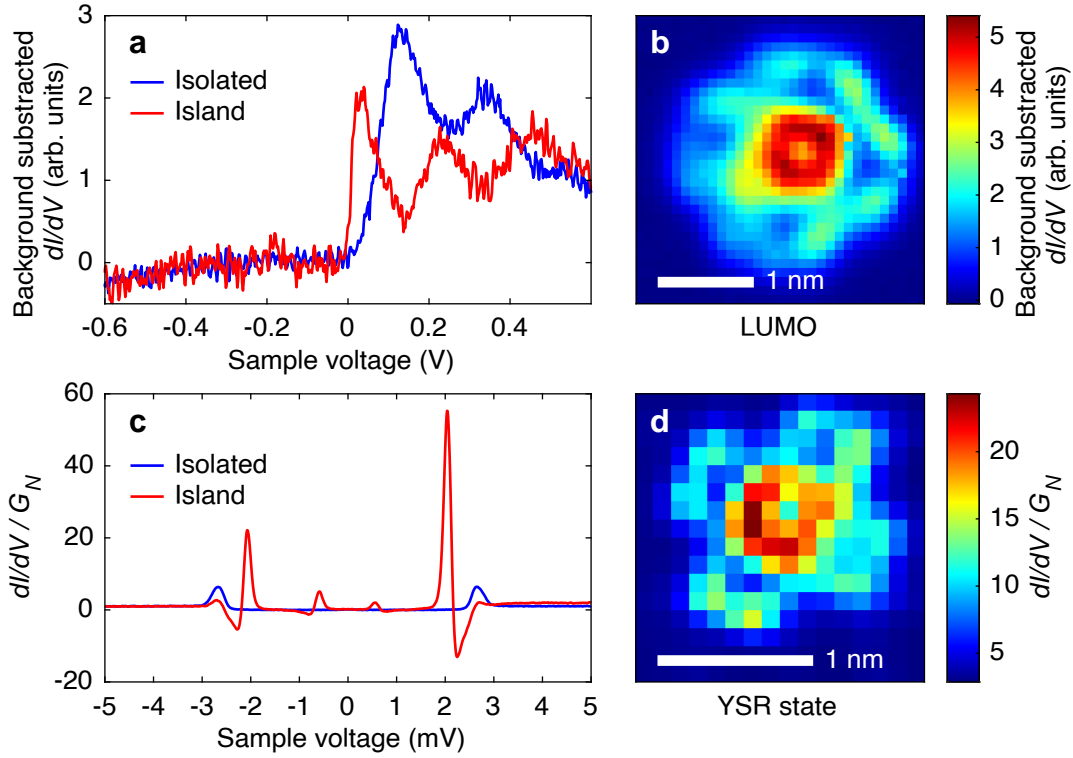 a
Isolated
Island
3
2
1
0
Background substracted
dI/dV (arb. units)
-0.6 -0.4 -0.2 0 0.2 0.4
Sample voltage (V)
b
1 nm
LUMO
5
4
3
2
1
0
Background substracted
dI/dV (arb. units)
c
Isolated
Island
60
40
20
0
-20
dI/dV / G_N
-5 -4 -3 -2 -1 0 1 2 3 4 5
Sample voltage (mV)
d
1 nm
YSR state
20
15
10
5
dI/dV / G_N